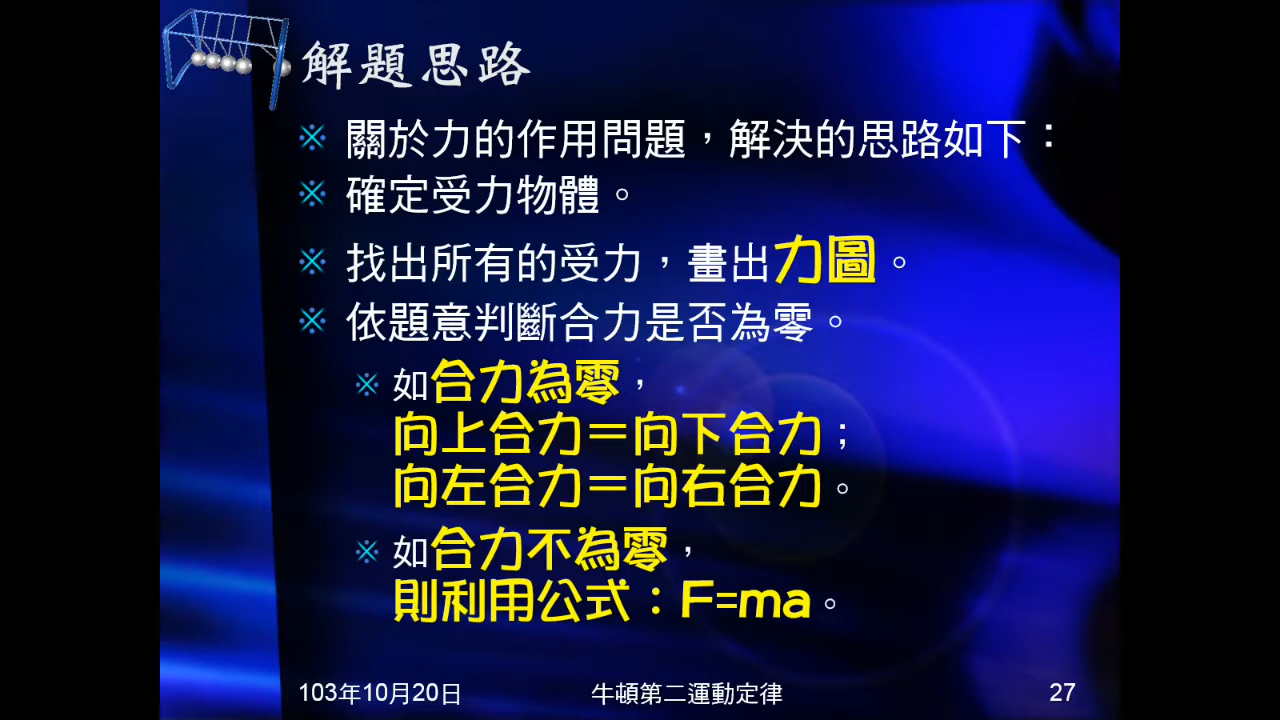 解題思路
※ 關於力的作用問題，解決的思路如下：
※ 確定受力物體。
※ 找出所有的受力，畫出力圖。
※ 依題意判斷合力是否為零。
※ 如合力為零，
向上合力＝向下合力；
向左合力＝向右合力。
※ 如合力不為零，
則利用公式：F=ma。
103年10月20日 牛頓第二運動定律 27